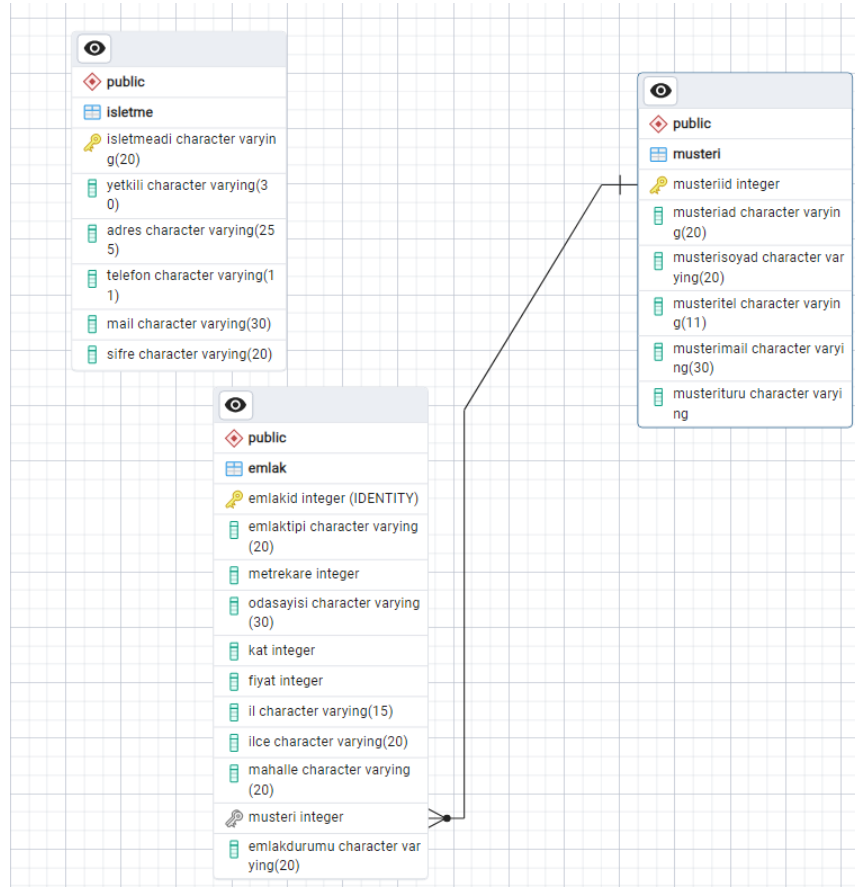 public
isletme
isletmeadi character varyin
g(20)
yetkili character varying(3
0)
adres character varying(25
5)
telefon character varying(1
1)
mail character varying(30)
sifre character varying(20)
public
musteri
musteriid integer
musteriad character varyin
g(20)
musterisoyad character var
ying(20)
musteritel character varyin
g(11)
musterimail character varyi
ng(30)
musterituru character varyi
ng
public
emlak
emlakid integer (IDENTITY)
emlaktipi character varying
(20)
metrekare integer
odasayisi character varying
(30)
kat integer
fiyat integer
il character varying(15)
ilce character varying(20)
mahalle character varying
(20)
musteri integer
emlakdurumu character var
ying(20)